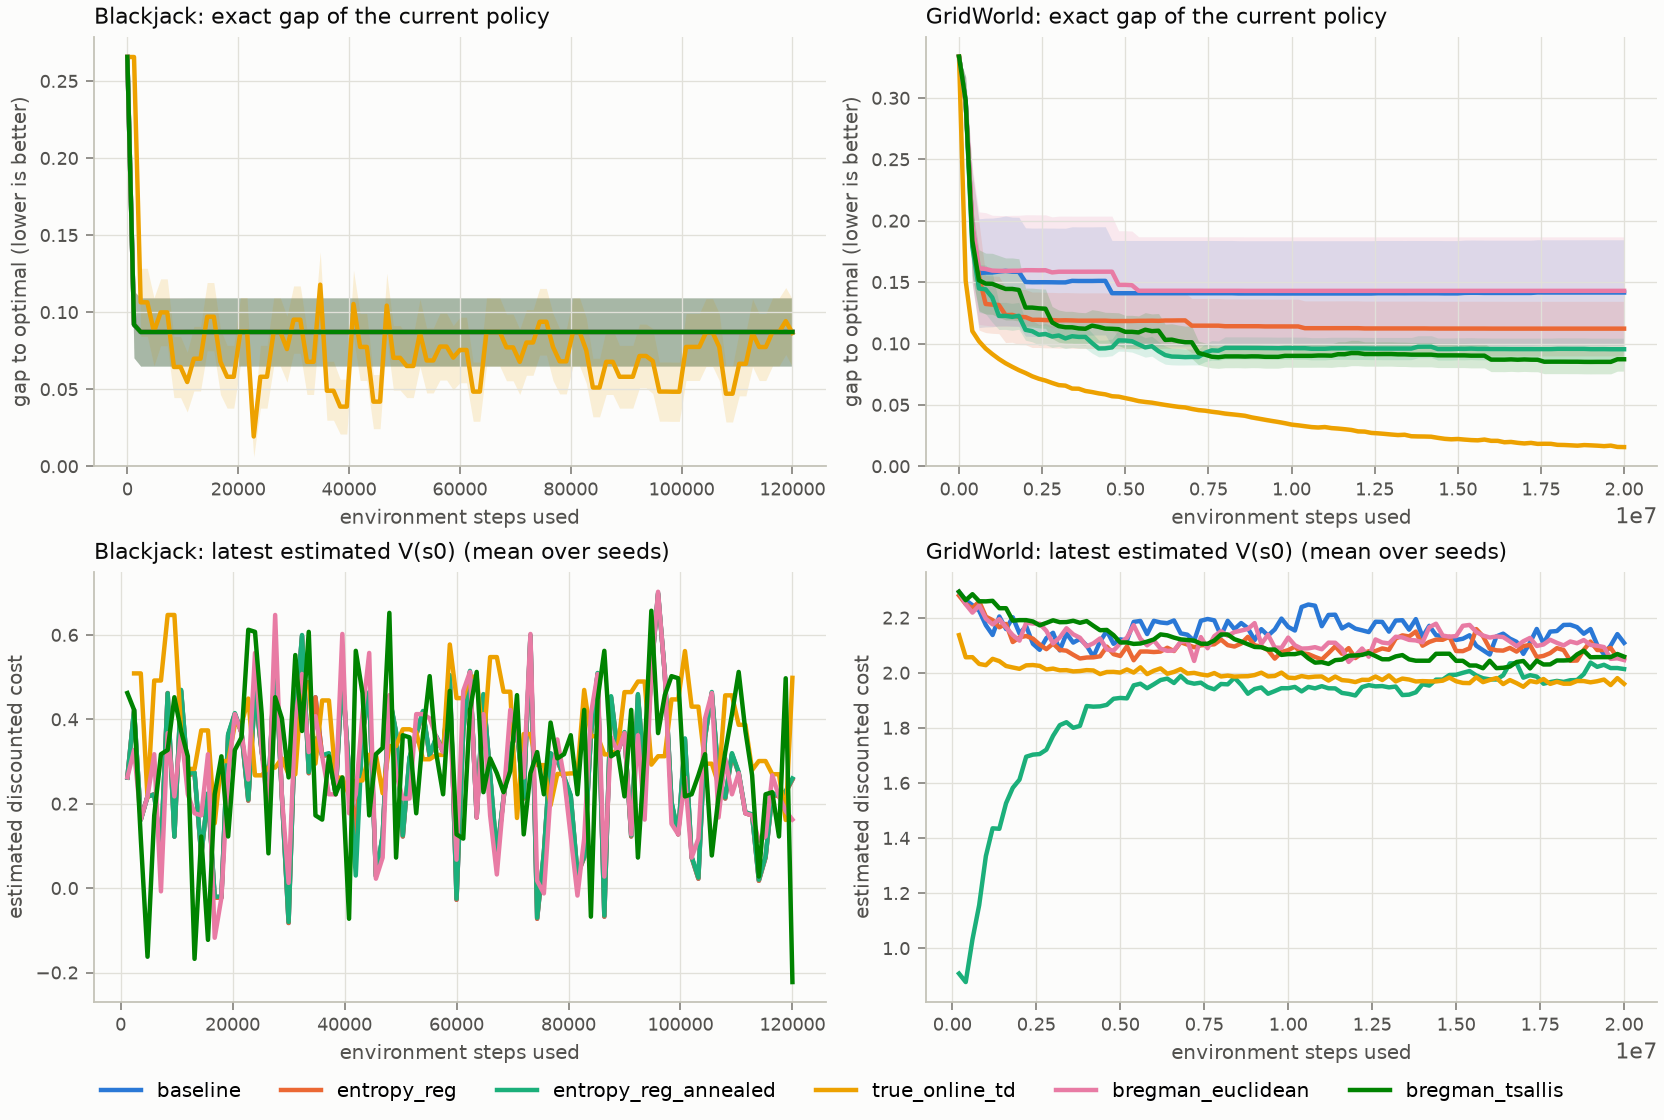 Blackjack: exact gap of the current policy
gap to optimal (lower is better)
0.25
0.20
0.15
0.10
0.05
0.00
0 20000 40000 60000 80000 100000 120000
environment steps used
GridWorld: exact gap of the current policy
gap to optimal (lower is better)
0.30
0.25
0.20
0.15
0.10
0.05
0.00
0.00 0.25 0.50 0.75 1.00 1.25 1.50 1.75 2.00
1e7
environment steps used
Blackjack: latest estimated V(s0) (mean over seeds)
estimated discounted cost
0.6
0.4
0.2
0.0
−0.2
0 20000 40000 60000 80000 100000 120000
environment steps used
GridWorld: latest estimated V(s0) (mean over seeds)
estimated discounted cost
2.2
2.0
1.8
1.6
1.4
1.2
1.0
0.00 0.25 0.50 0.75 1.00 1.25 1.50 1.75 2.00
1e7
environment steps used
baseline entropy_reg entropy_reg_annealed true_online_td bregman_euclidean bregman_tsallis